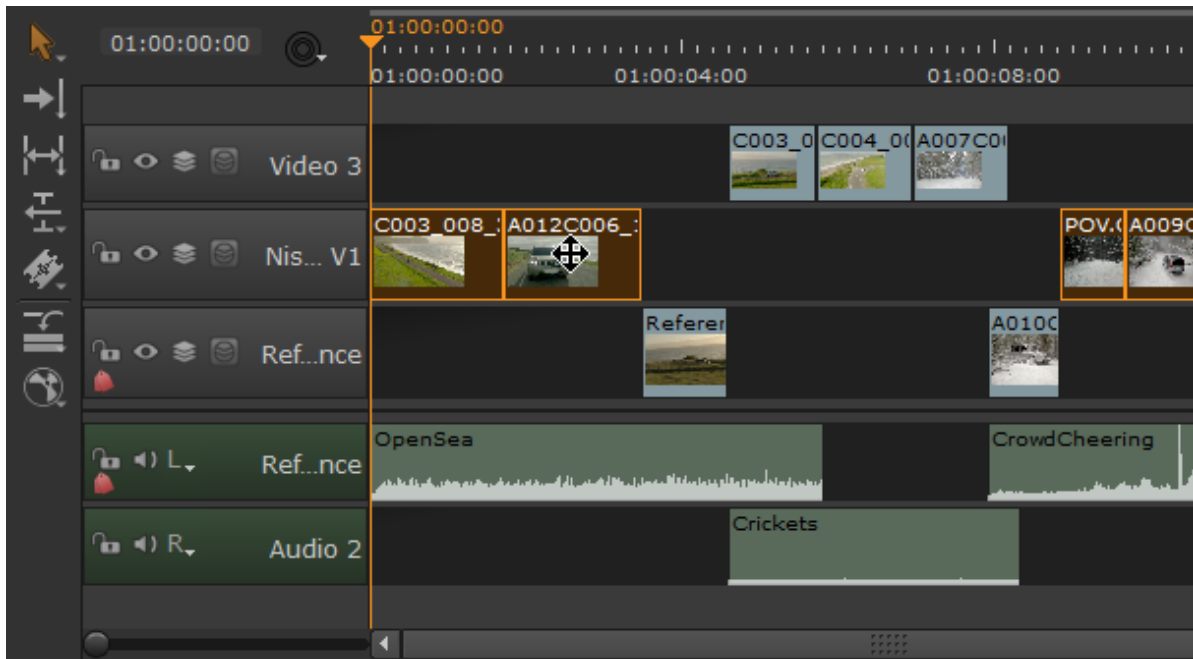 01:00:00:00
01:00:00:00
01:00:00:00 01:00:04:00 01:00:08:00
Video 3 C003_0 C004_00 A007C0
Nis... V1 C003_008_ A012C006_ POV.( A009C
Ref...nce Referer A010C
L Ref...nce OpenSea CrowdCheering
R Audio 2 Crickets